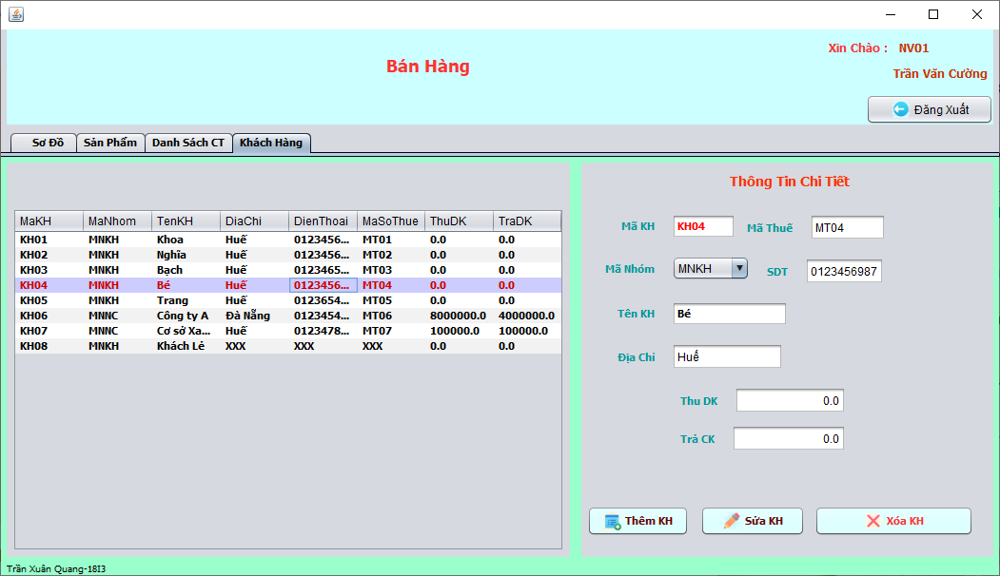 Xin Chào : NV01
Bán Hàng
Trần Văn Cường
Đăng Xuất
Sơ Đồ Sản Phẩm Danh Sách CT Khách Hàng
Thông Tin Chi Tiết
MaKH MaNhom TenKH DiaChi DienThoai MaSoThue ThuDK TraDK
KH01 MNKH Khoa Huế 0123456... MT01 0.0 0.0
KH02 MNKH Nghĩa Huế 0123456... MT02 0.0 0.0
KH03 MNKH Bạch Huế 0123465... MT03 0.0 0.0
KH04 MNKH Bé Huế 0123456... MT04 0.0 0.0
KH05 MNKH Trang Huế 0123654... MT05 0.0 0.0
KH06 MNNC Công ty A Đà Nẵng 0123454... MT06 8000000.0 4000000.0
KH07 MNNC Cơ sở Xa... Huế 0123478... MT07 100000.0 100000.0
KH08 MNKH Khách Lẻ XXX XXX XXX 0.0 0.0
Mã KH KH04 Mã Thuế MT04
Mã Nhóm MNKH SDT 0123456987
Tên KH Bé
Địa Chỉ Huế
Thu DK 0.0
Trả CK 0.0
Thêm KH Sửa KH Xóa KH
Trần Xuân Quang-18I3